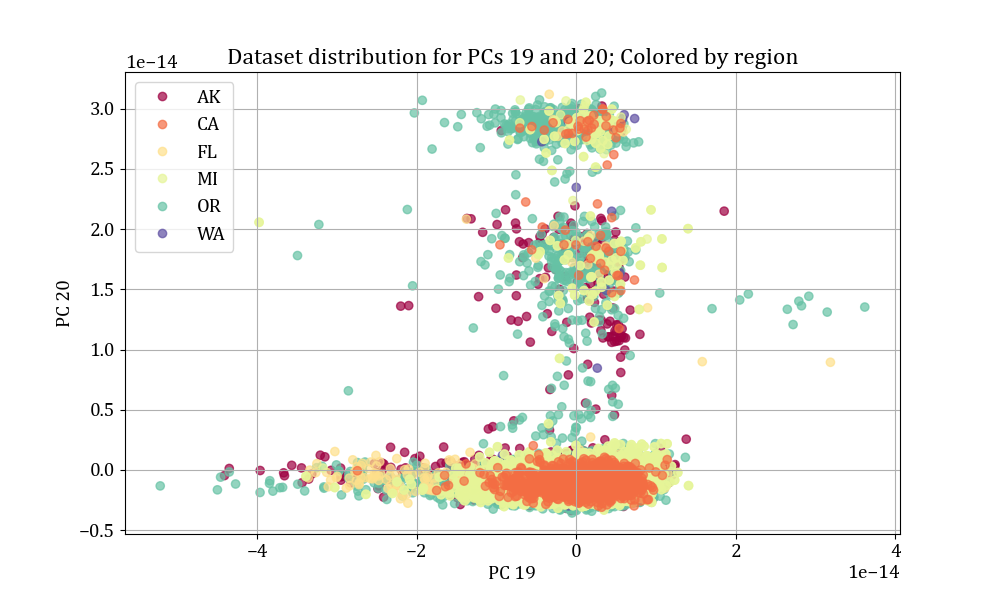 Dataset distribution for PCs 19 and 20; Colored by region
1e−14
AK
CA
FL
MI
OR
WA
3.0
2.5
2.0
1.5
1.0
0.5
0.0
−0.5
PC 20
−4
−2
0
2
4
PC 19
1e−14